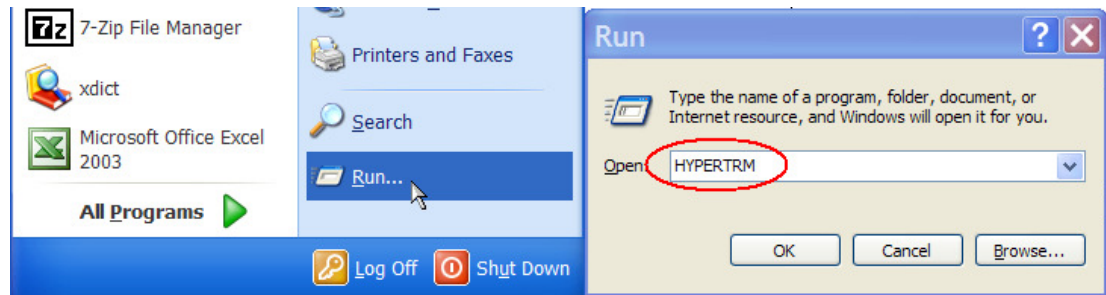 7z 7-Zip File Manager
xdict
Microsoft Office Excel
2003
All Programs
Printers and Faxes
Search
Run...
Log Off Shut Down
Run
Type the name of a program, folder, document, or
Internet resource, and Windows will open it for you.
Open: HYPERTRM
OK Cancel Browse...